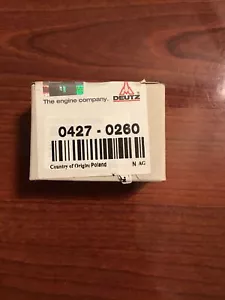 The engine company.
DEUTZ
0427 - 0260
Country of Origin: Poland
N AG